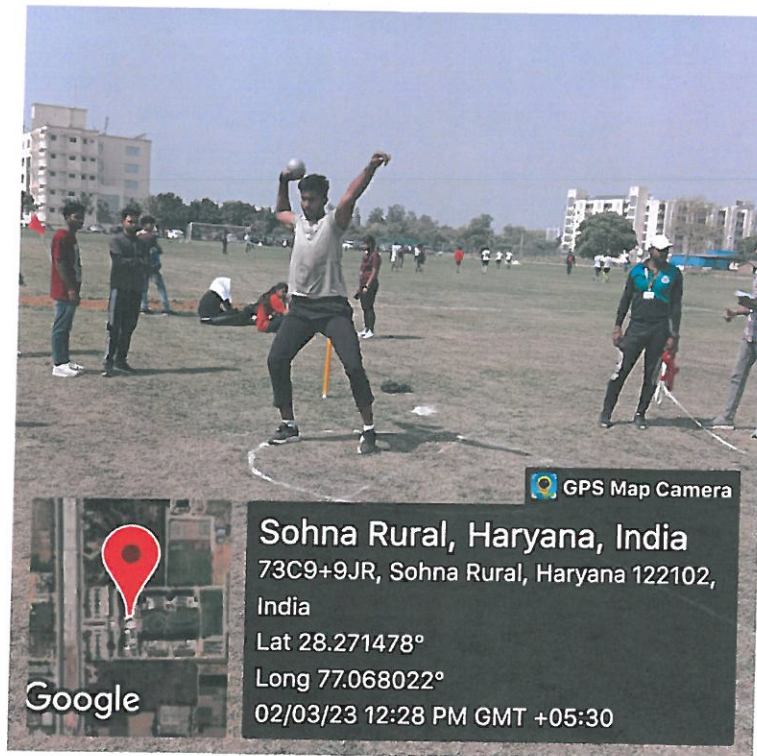 GPS Map Camera
Sohna Rural, Haryana, India
73C9+9JR, Sohna Rural, Haryana 122102,
India
Lat 28.271478°
Long 77.068022°
02/03/23 12:28 PM GMT +05:30
Google